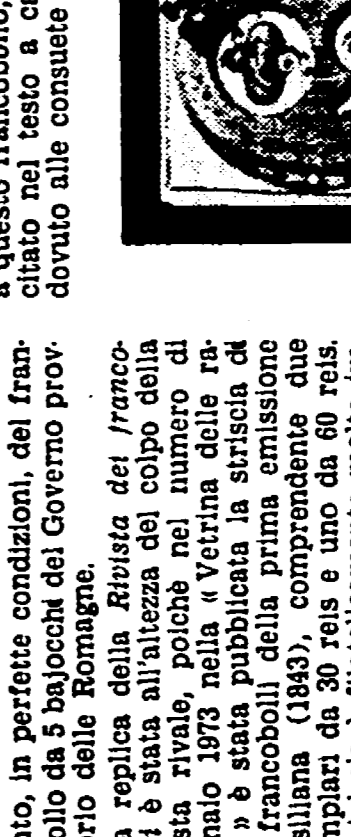 nto, in perfette condizioni, del fran-
ollo da 5 bajocchi del Governo prov-
orio delle Romagne.
a replica della Rivista del franco-
i è stata all'altezza del colpo della
sta rivale, poichè nel numero di
naio 1973 nella « Vetrina delle ra-
» è stata pubblicata la striscia di
francobolli della prima emissione
siliana (1843), comprendente due
mplari da 30 reis e uno da 60 reis.
a questo francobollo,
citato nel testo a ca
dovuto alle consuete